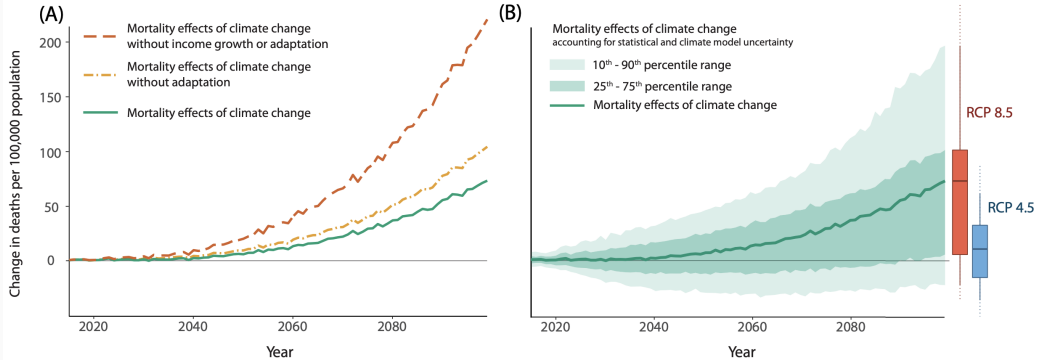 (A)
Change in deaths per 100,000 population
200
150
100
50
0
Mortality effects of climate change
without income growth or adaptation
Mortality effects of climate change
without adaptation
Mortality effects of climate change
2020 2040 2060 2080
Year
(B)
Mortality effects of climate change
accounting for statistical and climate model uncertainty
10th - 90th percentile range
25th - 75th percentile range
Mortality effects of climate change
RCP 8.5
RCP 4.5
2020 2040 2060 2080
Year